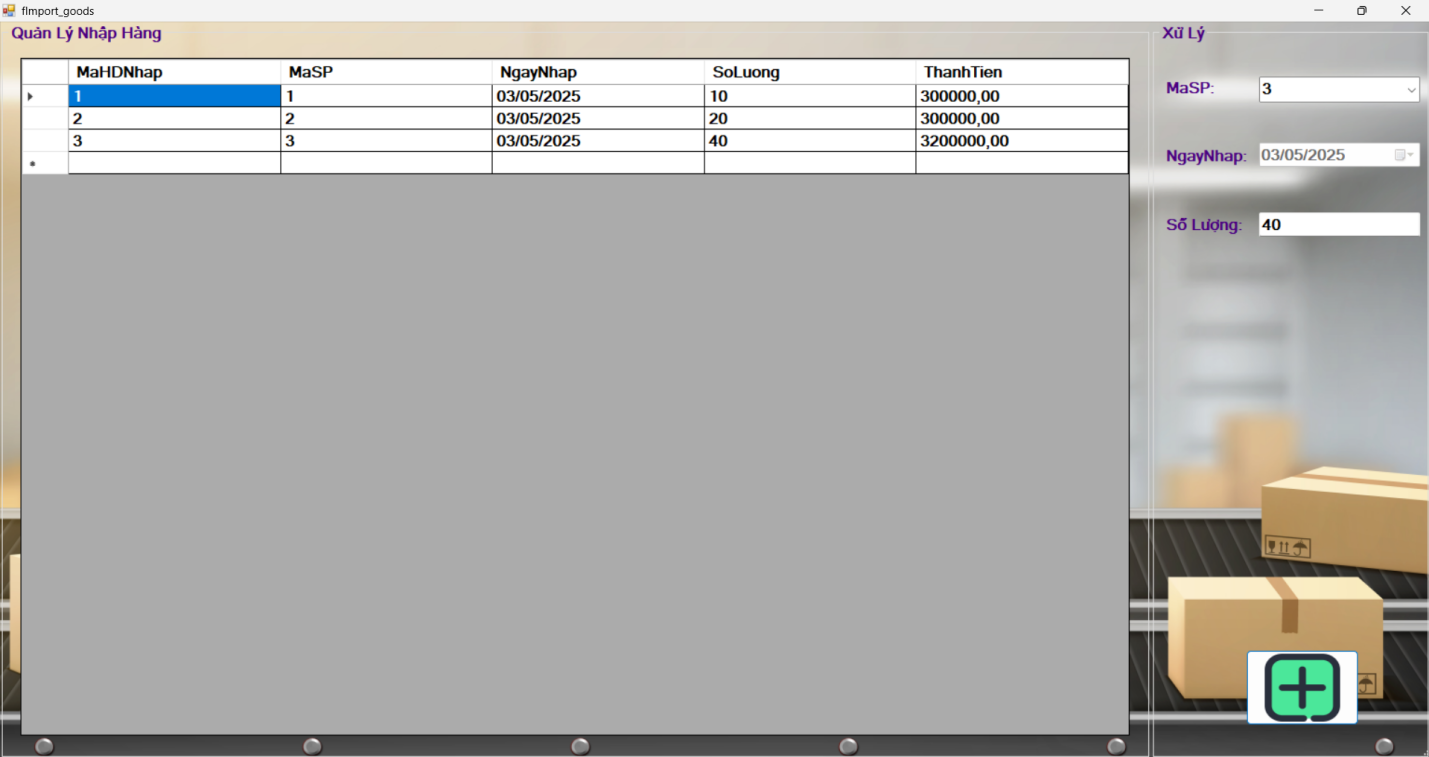 fImport_goods
Quản Lý Nhập Hàng
MaHDNhap MaSP NgayNhap SoLuong ThanhTien
1 1 03/05/2025 10 300000,00
2 2 03/05/2025 20 300000,00
3 3 03/05/2025 40 3200000,00
Xử Lý
MaSP: 3
NgayNhap: 03/05/2025
Số Lượng: 40